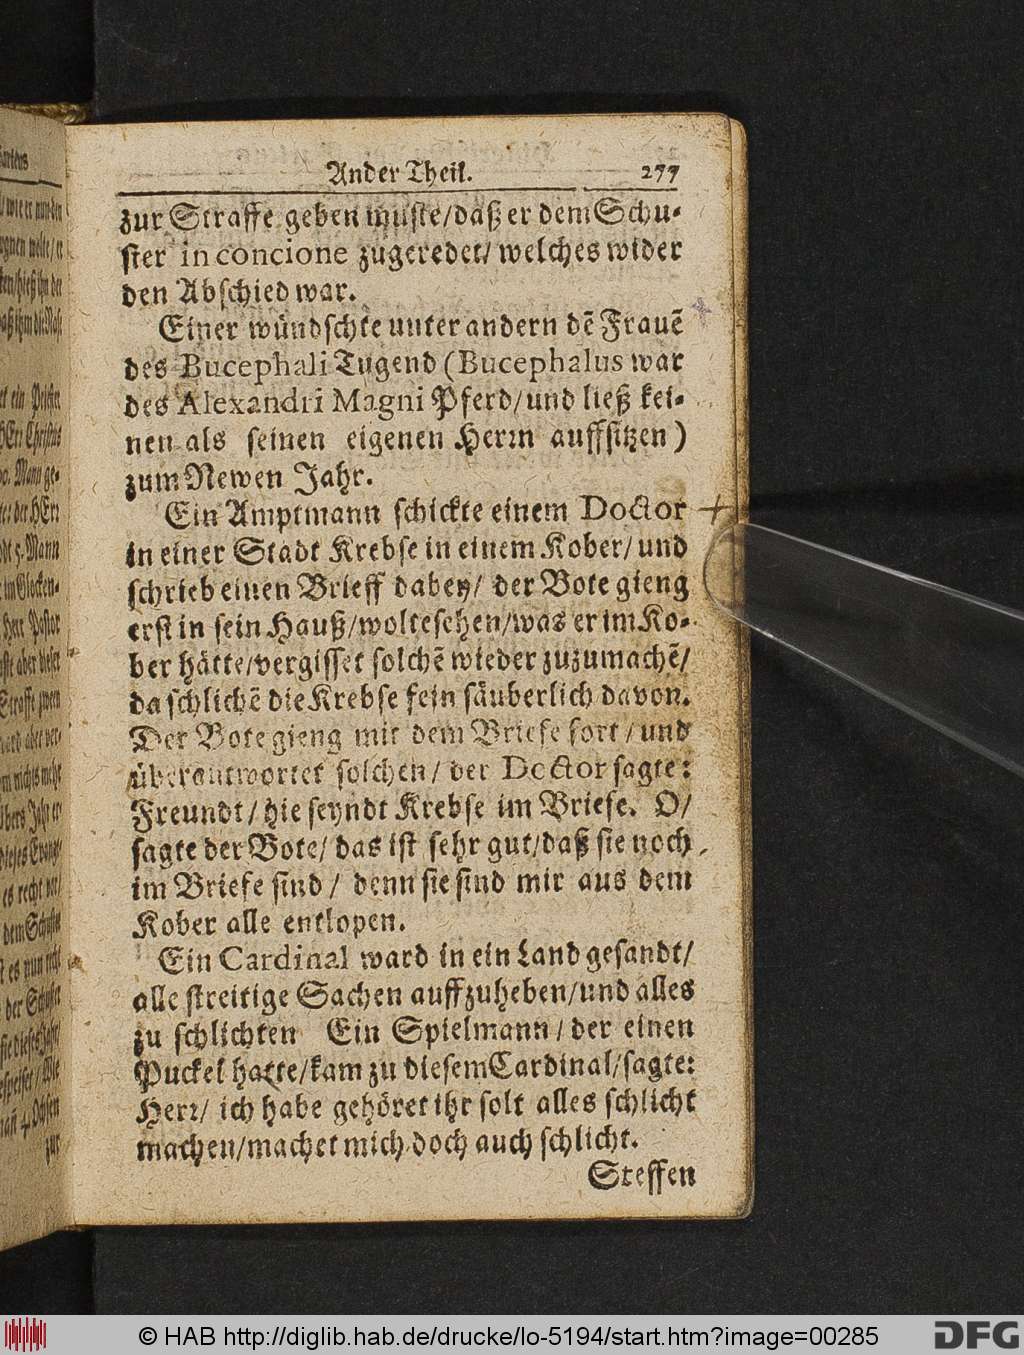 Ander Theil. 277
zur Straffe geben muste/daß er dem Schu-
ster in concione zugeredet/ welches wider
den Abschied war.
Einer wündschte unter andern dē Frauē
des Bucephali Tugend (Bucephalus war
des Alexandri Magni Pferd/und ließ kei-
nen als seinen eigenen Herrn auffsitzen)
zum Newen Jahr.
Ein Amptmann schickte einem Doctor
in einer Stadt Krebse in einem Kober/ und
schrieb einen Brieff dabey/ der Bote gieng
erst in sein Hauß/wolte sehen/was er im Ko-
ber hätte/vergisset solchē wieder zuzumachē/
da schlichē die Krebse fein säuberlich davon.
Der Bote gieng mit dem Briefe fort/und
überantwortet solchen/ der Doctor sagte:
Freundt/ hie seyndt Krebse im Briefe. O/
sagte der Bote/ das ist sehr gut/daß sie noch
im Briefe sind/ denn sie sind mir aus dem
Kober alle entlopen.
Ein Cardinal ward in ein Land gesandt/
alle streitige Sachen auffzuheben/und alles
zu schlichten Ein Spielmann/der einen
Puckel hatte/kam zu diesem Cardinal/sagte:
Herr/ ich habe gehöret ihr solt alles schlicht
machen/machet mich doch auch schlicht.
Steffen
© HAB http://diglib.hab.de/drucke/lo-5194/start.htm?image=00285
DFG